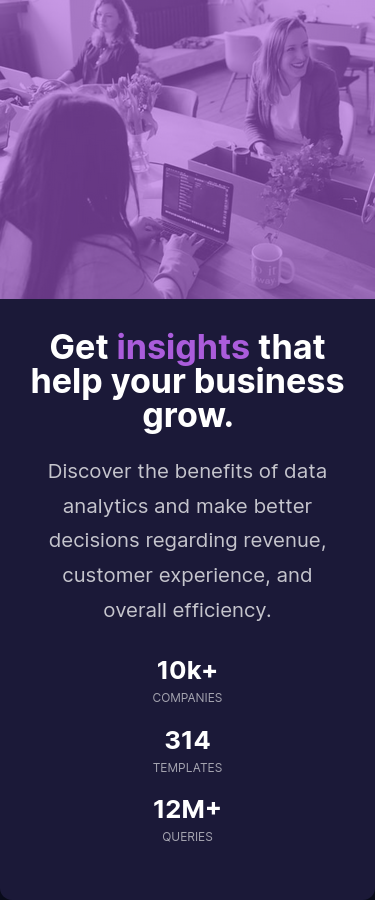 Get insights that
help your business
grow.
Discover the benefits of data
analytics and make better
decisions regarding revenue,
customer experience, and
overall efficiency.
10k+
COMPANIES
314
TEMPLATES
12M+
QUERIES